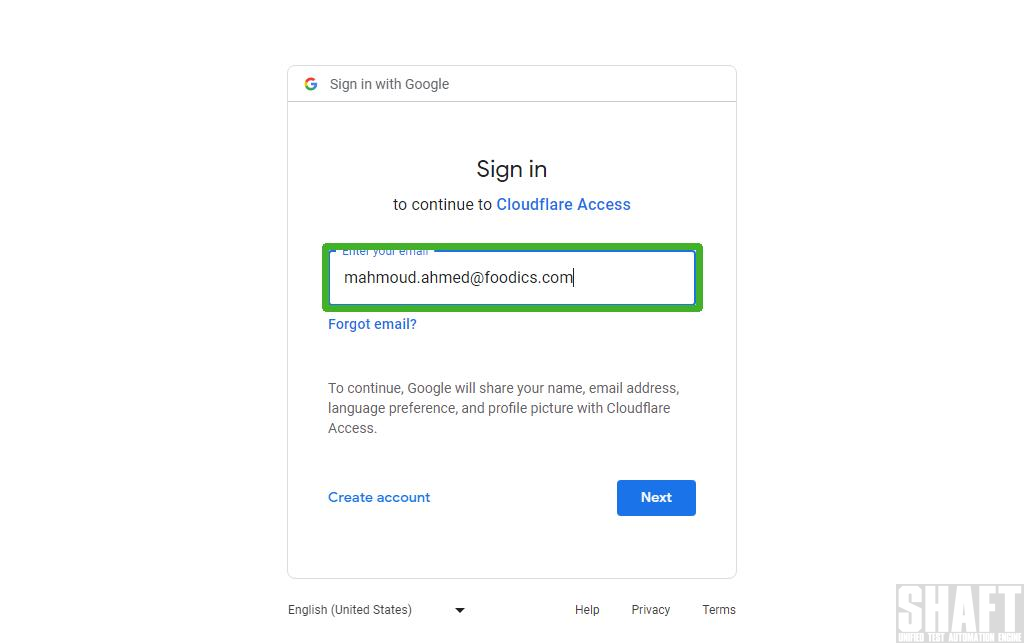 Sign in with Google
Sign in
to continue to Cloudflare Access
Enter your email
mahmoud.ahmed@foodics.com
Forgot email?
To continue, Google will share your name, email address,
language preference, and profile picture with Cloudflare
Access.
Create account
Next
English (United States)
Help
Privacy
Terms
SHAFT
UNIFIED TEST AUTOMATION ENGINE